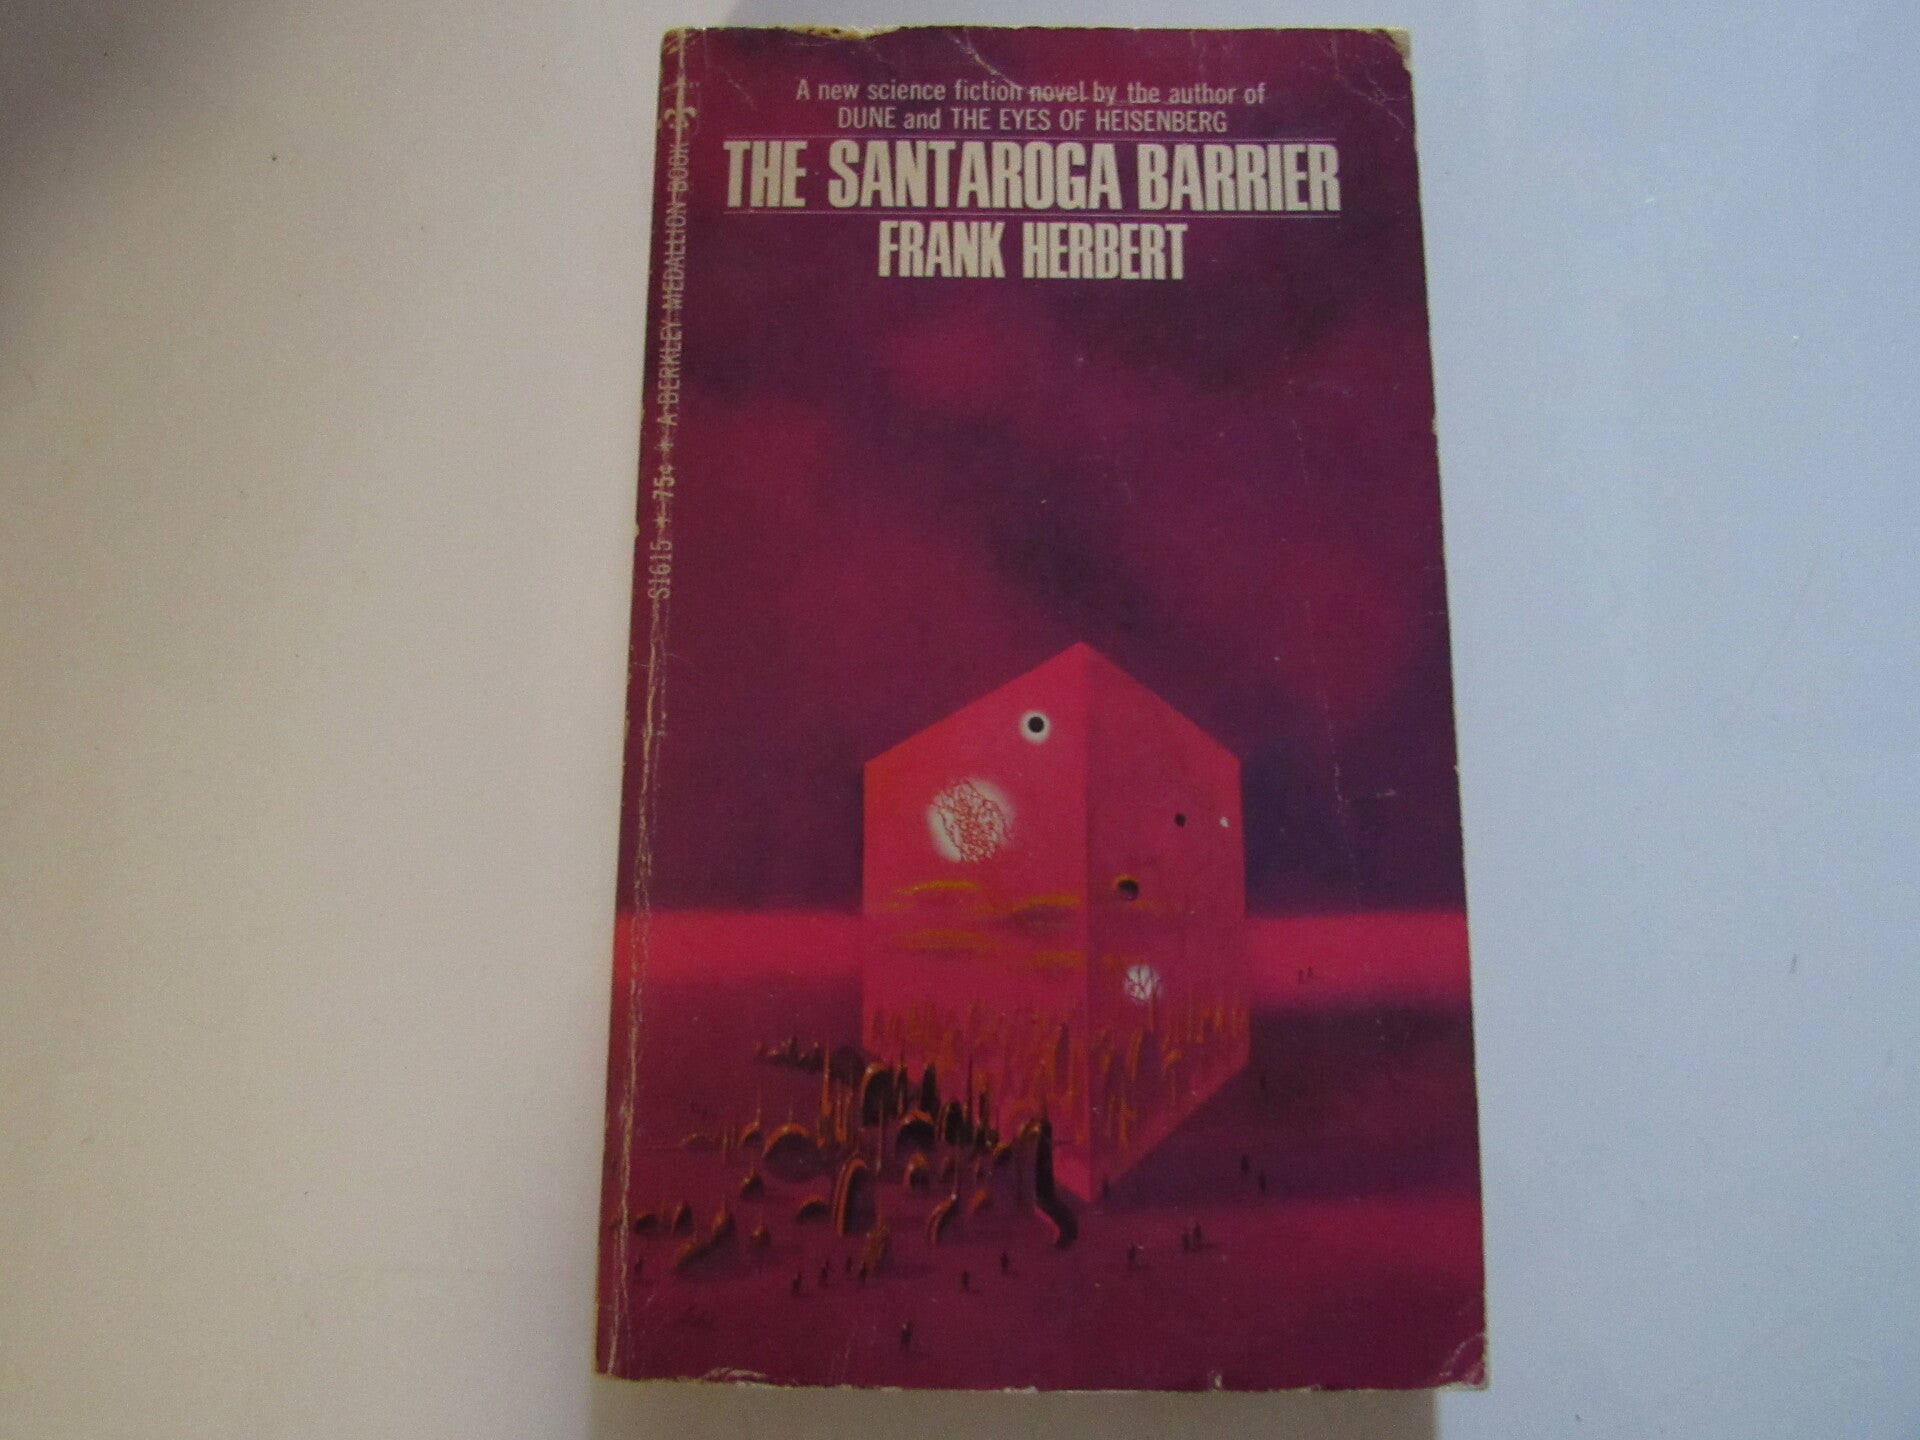 A new science fiction novel by the author of
DUNE and THE EYES OF HEISENBERG
THE SANTAROGA BARRIER
FRANK HERBERT
S1615 * 75¢ * A BERKLEY MEDALLION BOOK